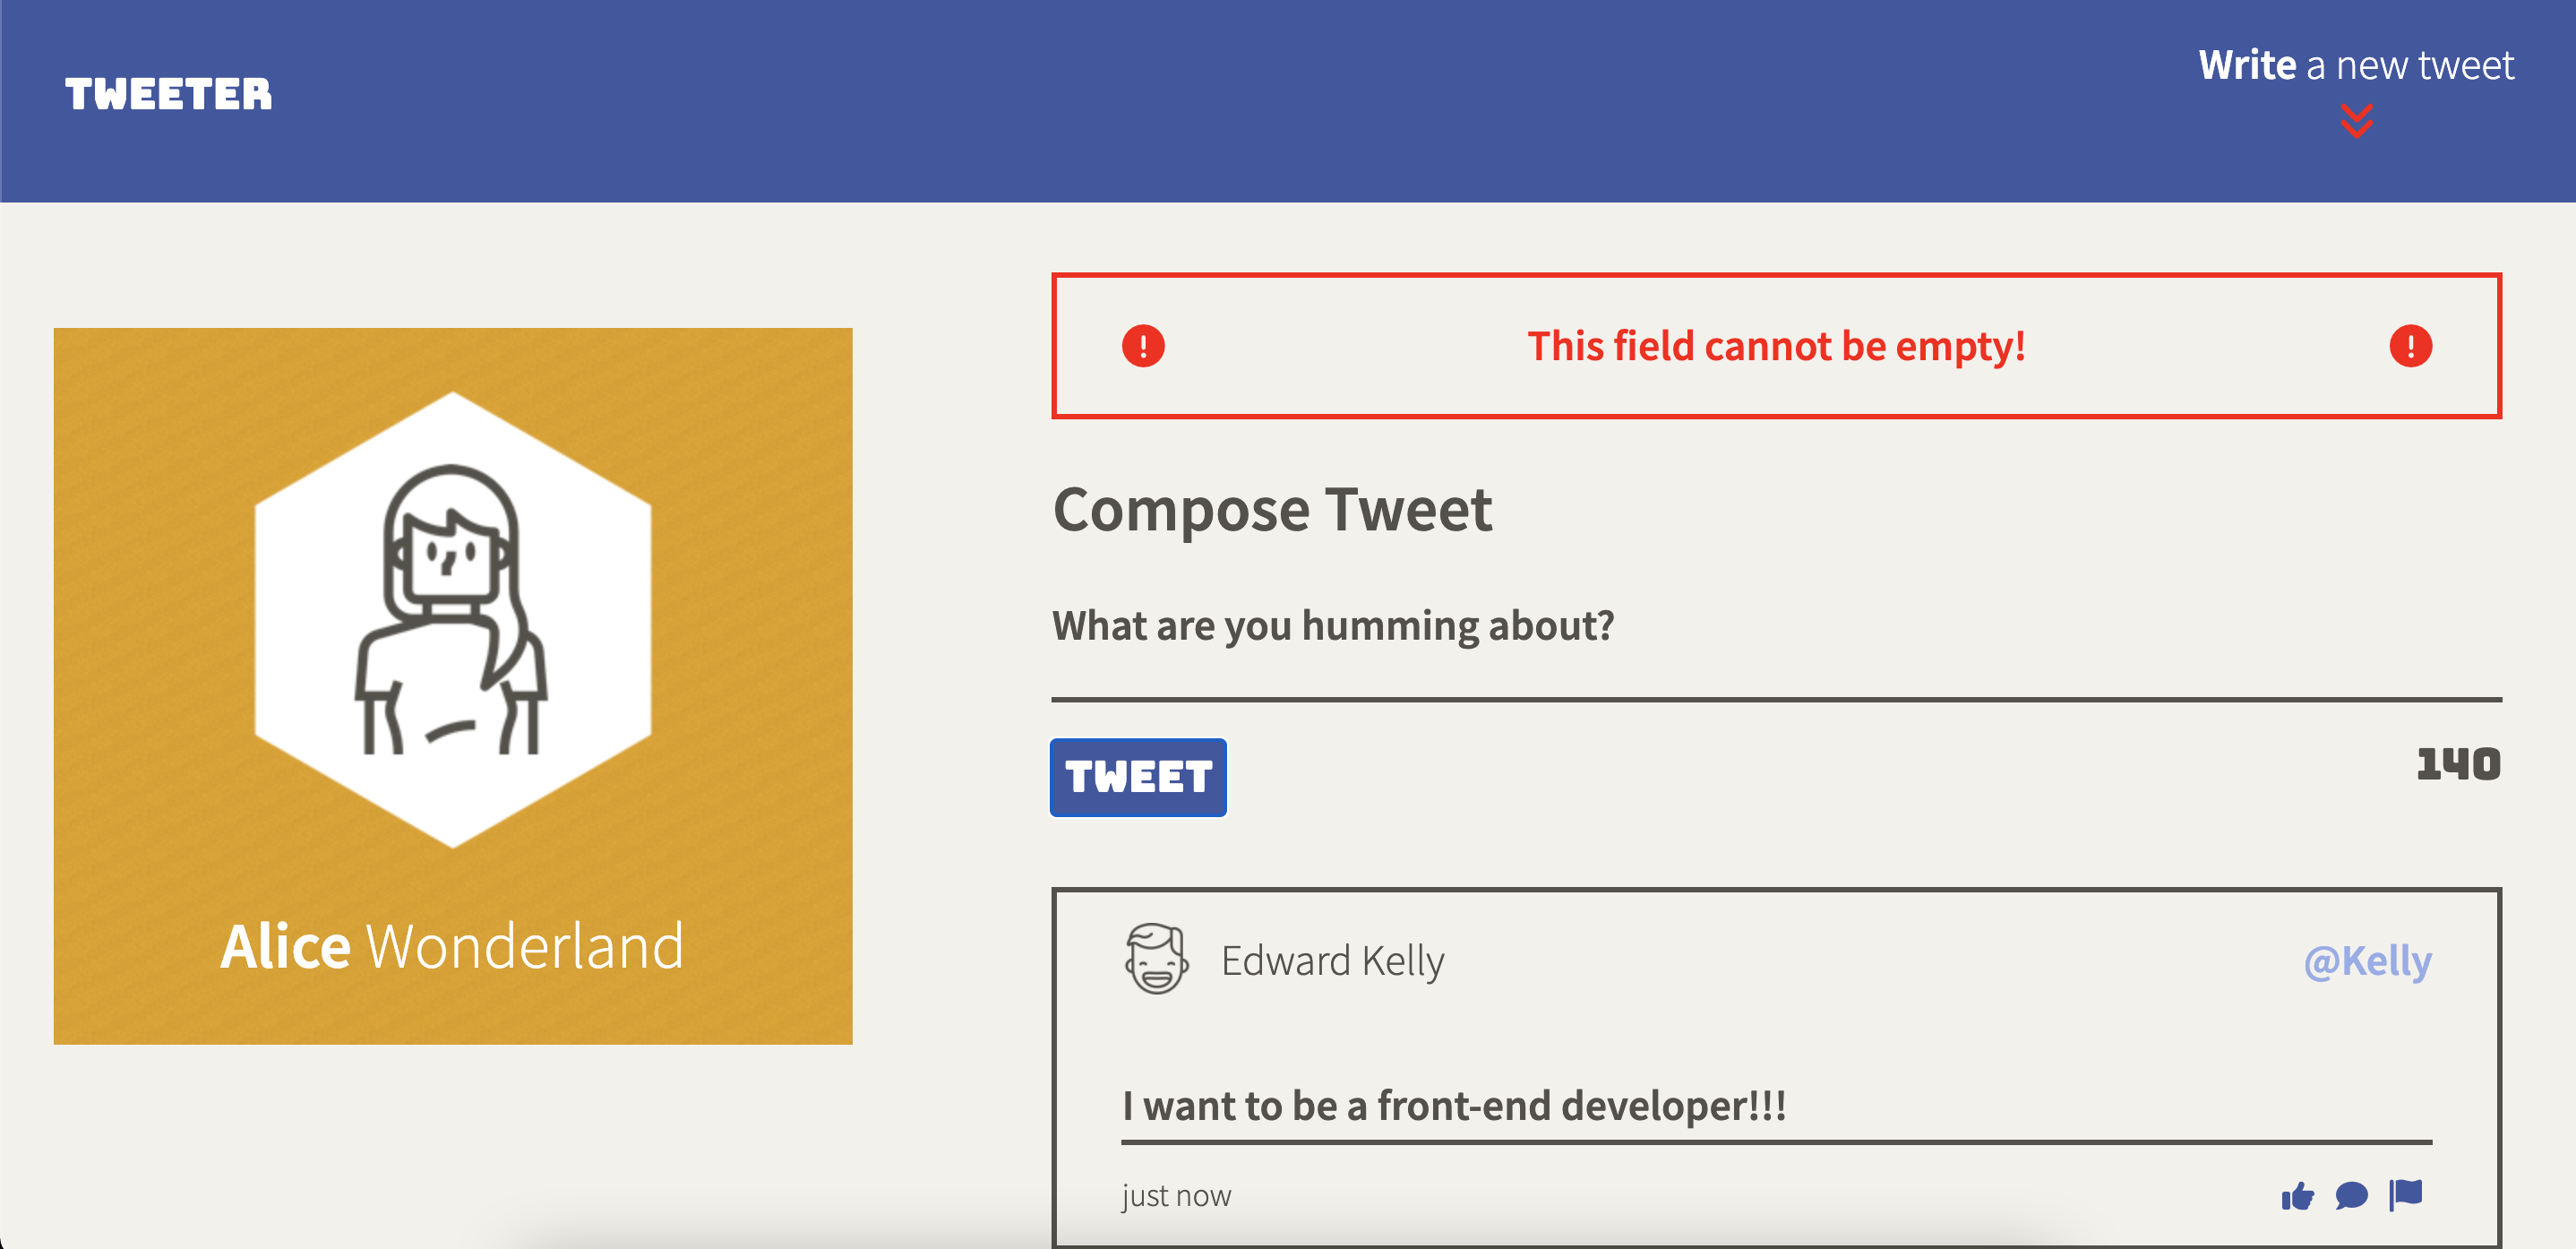 TWEETER
Write a new tweet
This field cannot be empty!
Alice Wonderland
Compose Tweet
What are you humming about?
TWEET
140
Edward Kelly
@Kelly
I want to be a front-end developer!!!
just now